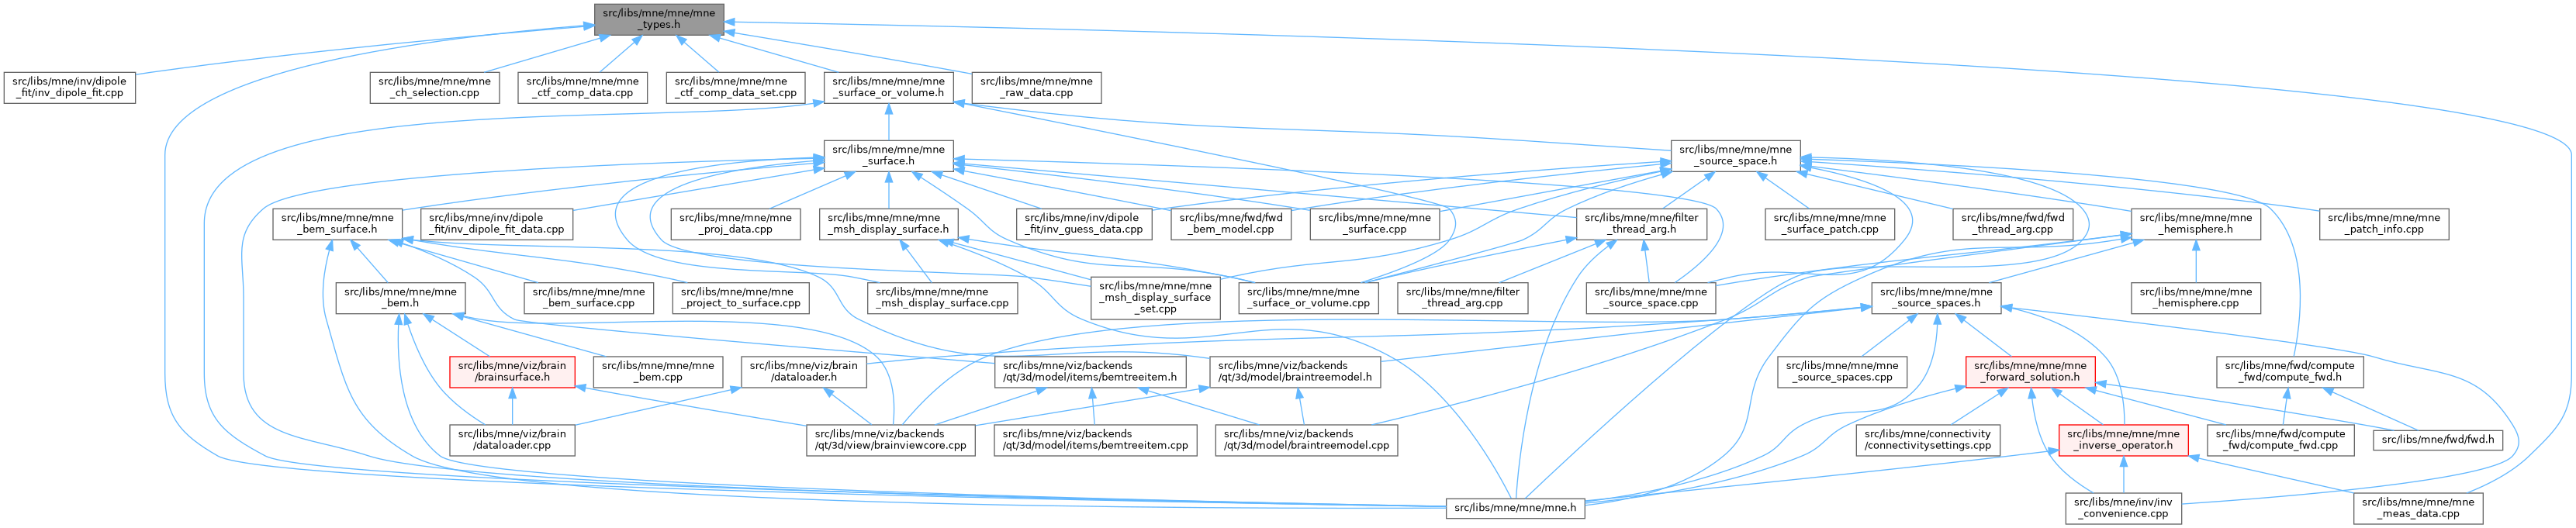 src/libs/mne/mne/mne
_types.h
src/libs/mne/inv/dipole
_fit/inv_dipole_fit.cpp
src/libs/mne/mne/mne
_ch_selection.cpp
src/libs/mne/mne/mne
_ctf_comp_data.cpp
src/libs/mne/mne/mne
_ctf_comp_data_set.cpp
src/libs/mne/mne/mne
_surface_or_volume.h
src/libs/mne/mne/mne
_raw_data.cpp
src/libs/mne/mne/mne
_surface.h
src/libs/mne/mne/mne
_source_space.h
src/libs/mne/mne/mne
_bem_surface.h
src/libs/mne/inv/dipole
_fit/inv_dipole_fit_data.cpp
src/libs/mne/mne/mne
_proj_data.cpp
src/libs/mne/mne/mne
_msh_display_surface.h
src/libs/mne/inv/dipole
_fit/inv_guess_data.cpp
src/libs/mne/fwd/fwd
_bem_model.cpp
src/libs/mne/mne/mne
_surface.cpp
src/libs/mne/mne/filter
_thread_arg.h
src/libs/mne/mne/mne
_surface_patch.cpp
src/libs/mne/fwd/fwd
_thread_arg.cpp
src/libs/mne/mne/mne
_hemisphere.h
src/libs/mne/mne/mne
_patch_info.cpp
src/libs/mne/mne/mne
_bem.h
src/libs/mne/mne/mne
_bem_surface.cpp
src/libs/mne/mne/mne
_project_to_surface.cpp
src/libs/mne/mne/mne
_msh_display_surface.cpp
src/libs/mne/mne/mne
_msh_display_surface
_set.cpp
src/libs/mne/mne/mne
_surface_or_volume.cpp
src/libs/mne/mne/filter
_thread_arg.cpp
src/libs/mne/mne/mne
_source_space.cpp
src/libs/mne/mne/mne
_source_spaces.h
src/libs/mne/mne/mne
_hemisphere.cpp
src/libs/mne/viz/brain
/brainsurface.h
src/libs/mne/mne/mne
_bem.cpp
src/libs/mne/viz/brain
/dataloader.h
src/libs/mne/viz/backends
/qt/3d/model/items/bemtreeitem.h
src/libs/mne/viz/backends
/qt/3d/model/braintreemodel.h
src/libs/mne/mne/mne
_source_spaces.cpp
src/libs/mne/mne/mne
_forward_solution.h
src/libs/mne/fwd/compute
_fwd/compute_fwd.h
src/libs/mne/viz/brain
/dataloader.cpp
src/libs/mne/viz/backends
/qt/3d/view/brainviewcore.cpp
src/libs/mne/viz/backends
/qt/3d/model/items/bemtreeitem.cpp
src/libs/mne/viz/backends
/qt/3d/model/braintreemodel.cpp
src/libs/mne/connectivity
/connectivitysettings.cpp
src/libs/mne/mne/mne
_inverse_operator.h
src/libs/mne/fwd/compute
_fwd/compute_fwd.cpp
src/libs/mne/fwd/fwd.h
src/libs/mne/mne/mne.h
src/libs/mne/inv/inv
_convenience.cpp
src/libs/mne/mne/mne
_meas_data.cpp